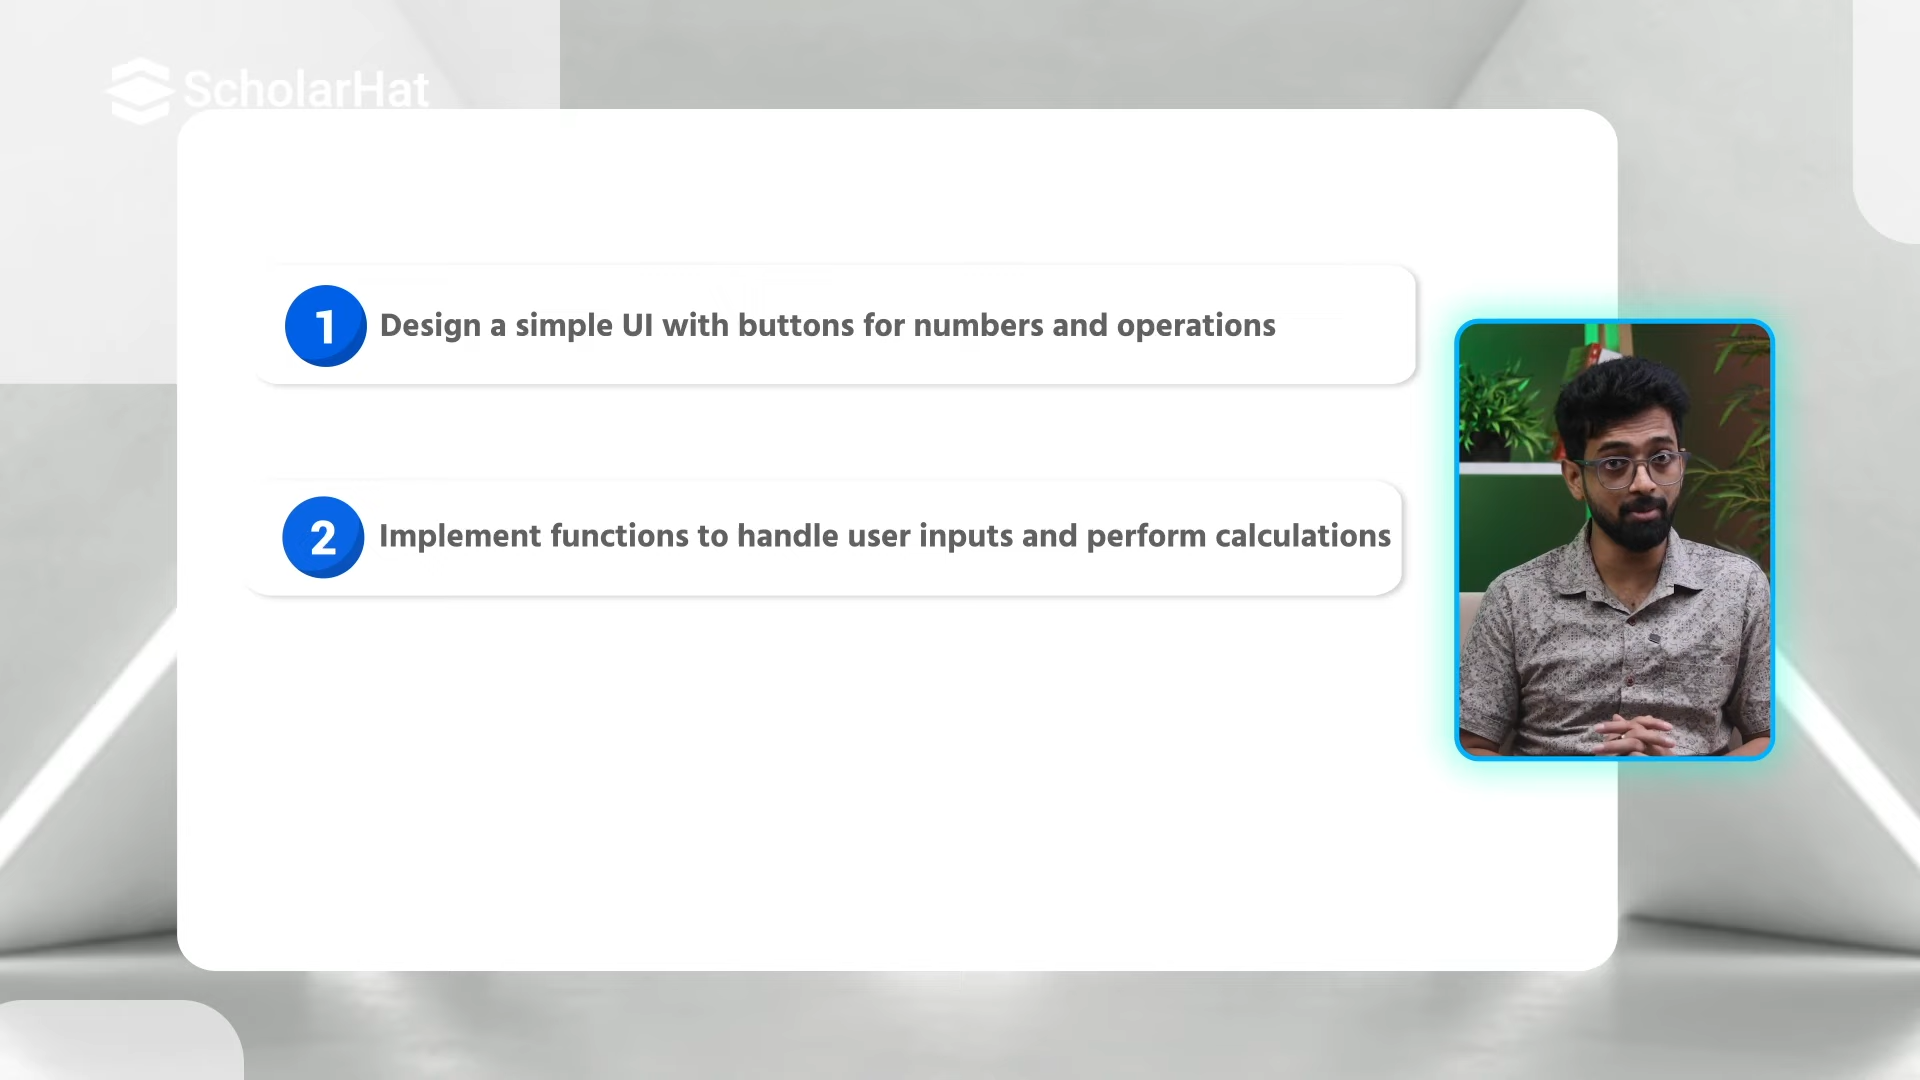 ScholarHat
1 Design a simple UI with buttons for numbers and operations
2 Implement functions to handle user inputs and perform calculations